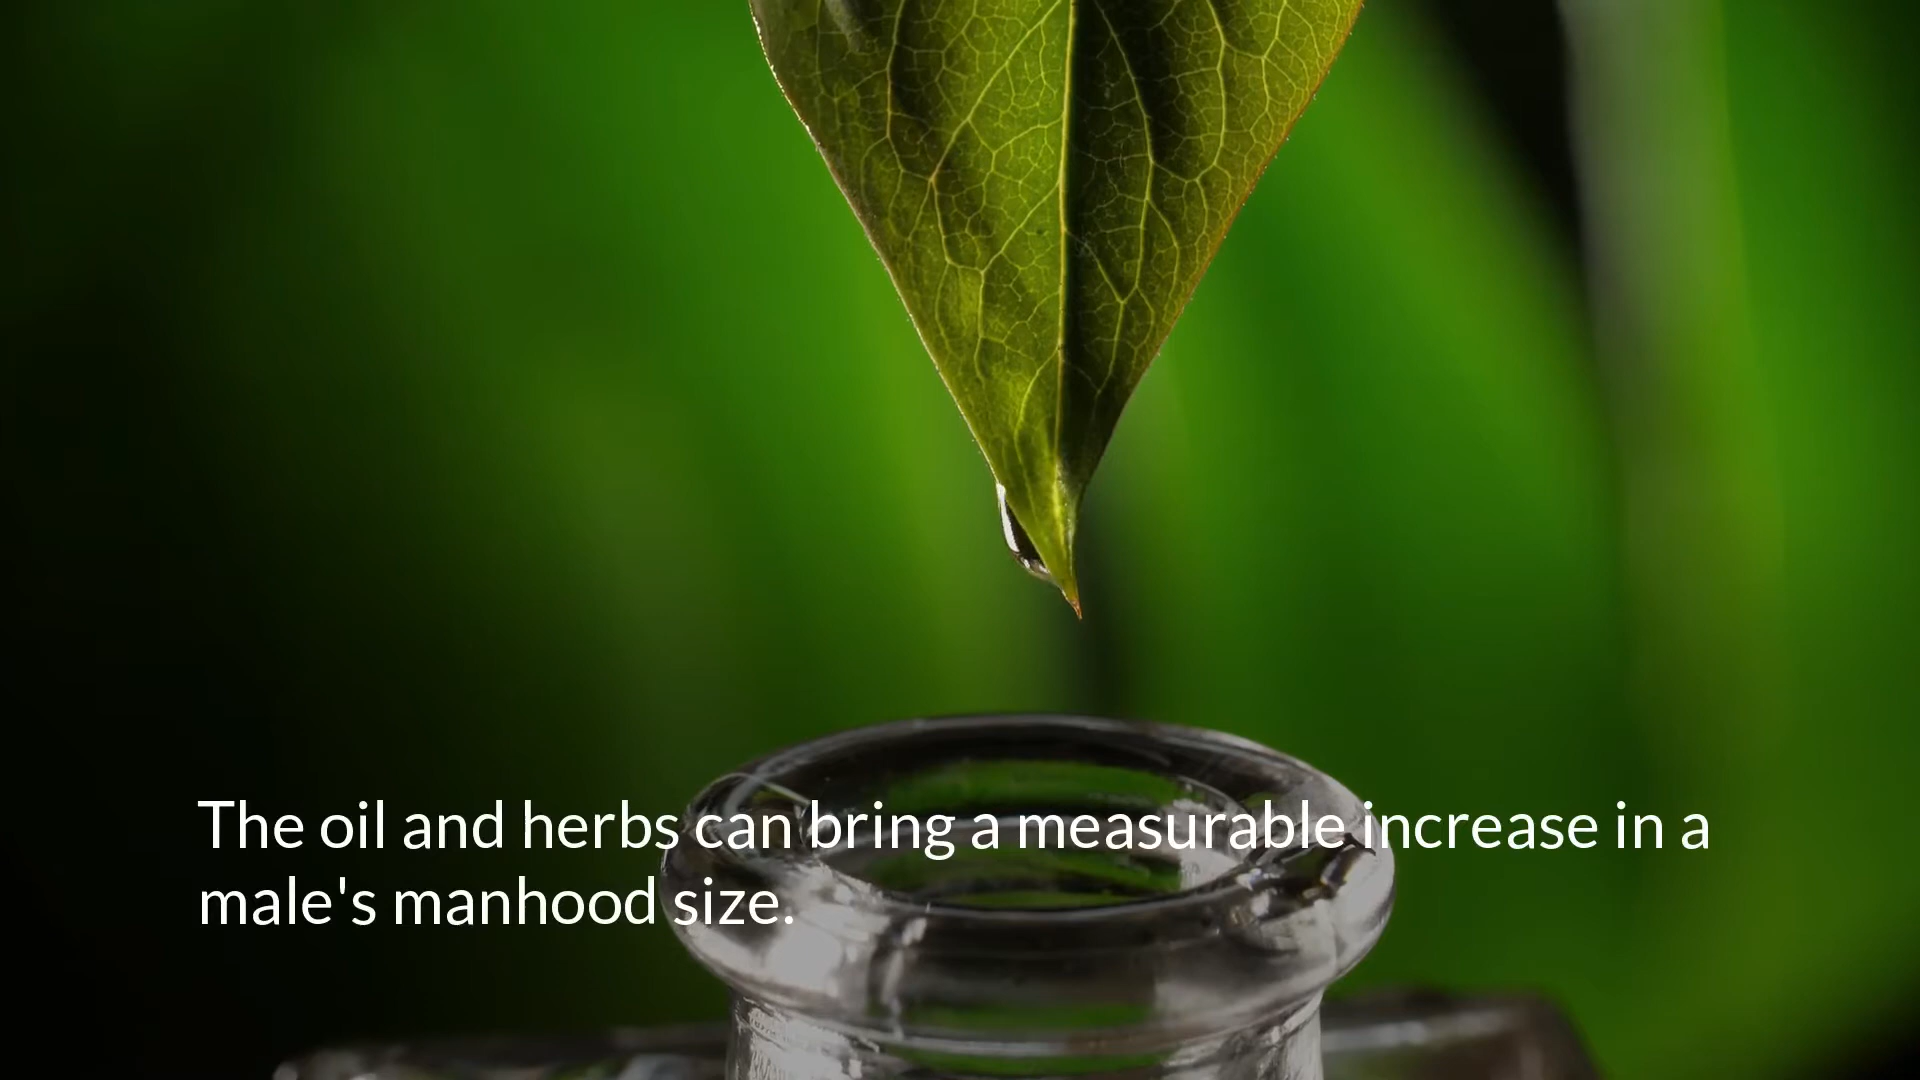 The oil and herbs can bring a measurable increase in a
male's manhood size.